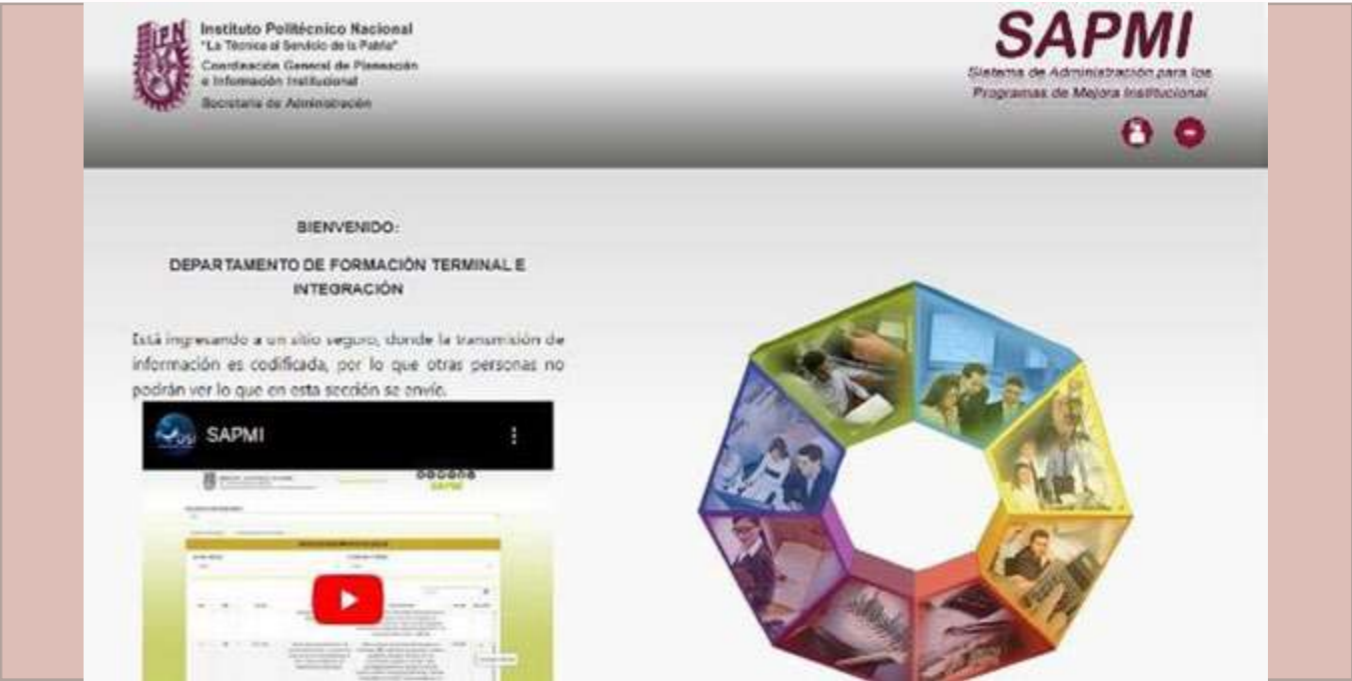 IPN
Instituto Politécnico Nacional
"La Técnica al Servicio de la Patria"
Coordinación General de Planeación
e Información Institucional
Secretaría de Administración
SAPMI
Sistema de Administración para los
Programas de Mejora Institucional
BIENVENIDO:
DEPARTAMENTO DE FORMACIÓN TERMINAL E
INTEGRACIÓN
Está ingresando a un sitio seguro, donde la transmisión de
información es codificada, por lo que otras personas no
podrán ver lo que en esta sección se envíe.
SAPMI
SAPMI